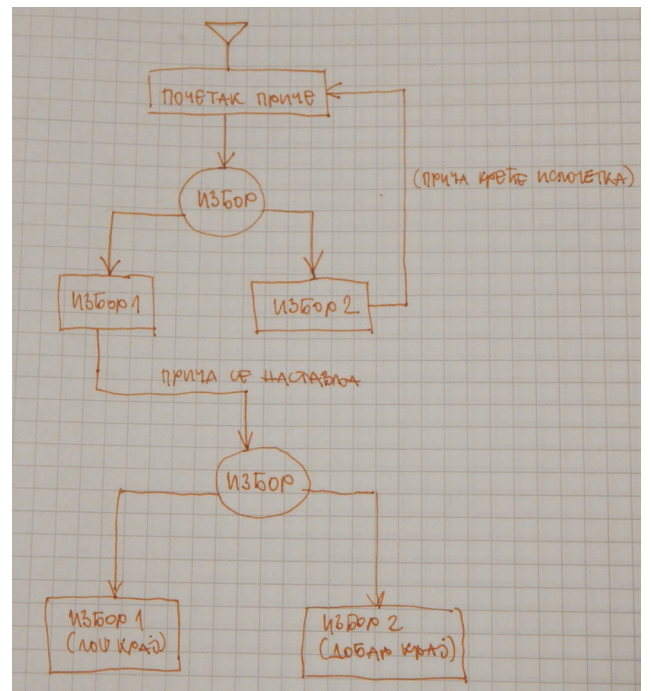 ПОЧЕТАК ПРИЧЕ
ИЗБОР
(ПРИЧА КРЕЋЕ ИСПОЧЕТКА)
ИЗБОР 1
ИЗБОР 2
ПРИЧА СЕ НАСТАВЉА
ИЗБОР
ИЗБОР 1
(ЛОШ КРАЈ)
ИЗБОР 2
(ДОБАР КРАЈ)